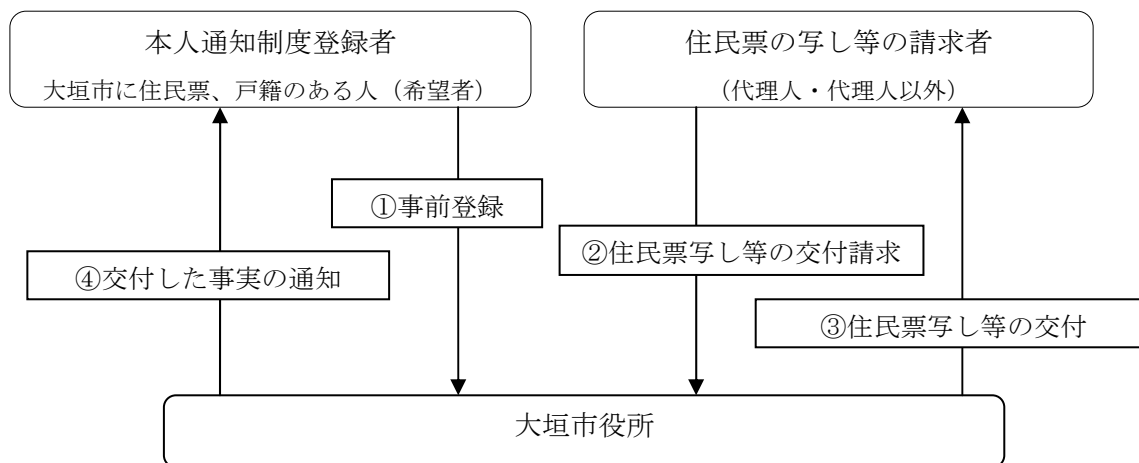 本人通知制度登録者
大垣市に住民票、戸籍のある人（希望者）
住民票の写し等の請求者
（代理人・代理人以外）
①事前登録
②住民票写し等の交付請求
④交付した事実の通知
③住民票写し等の交付
大垣市役所